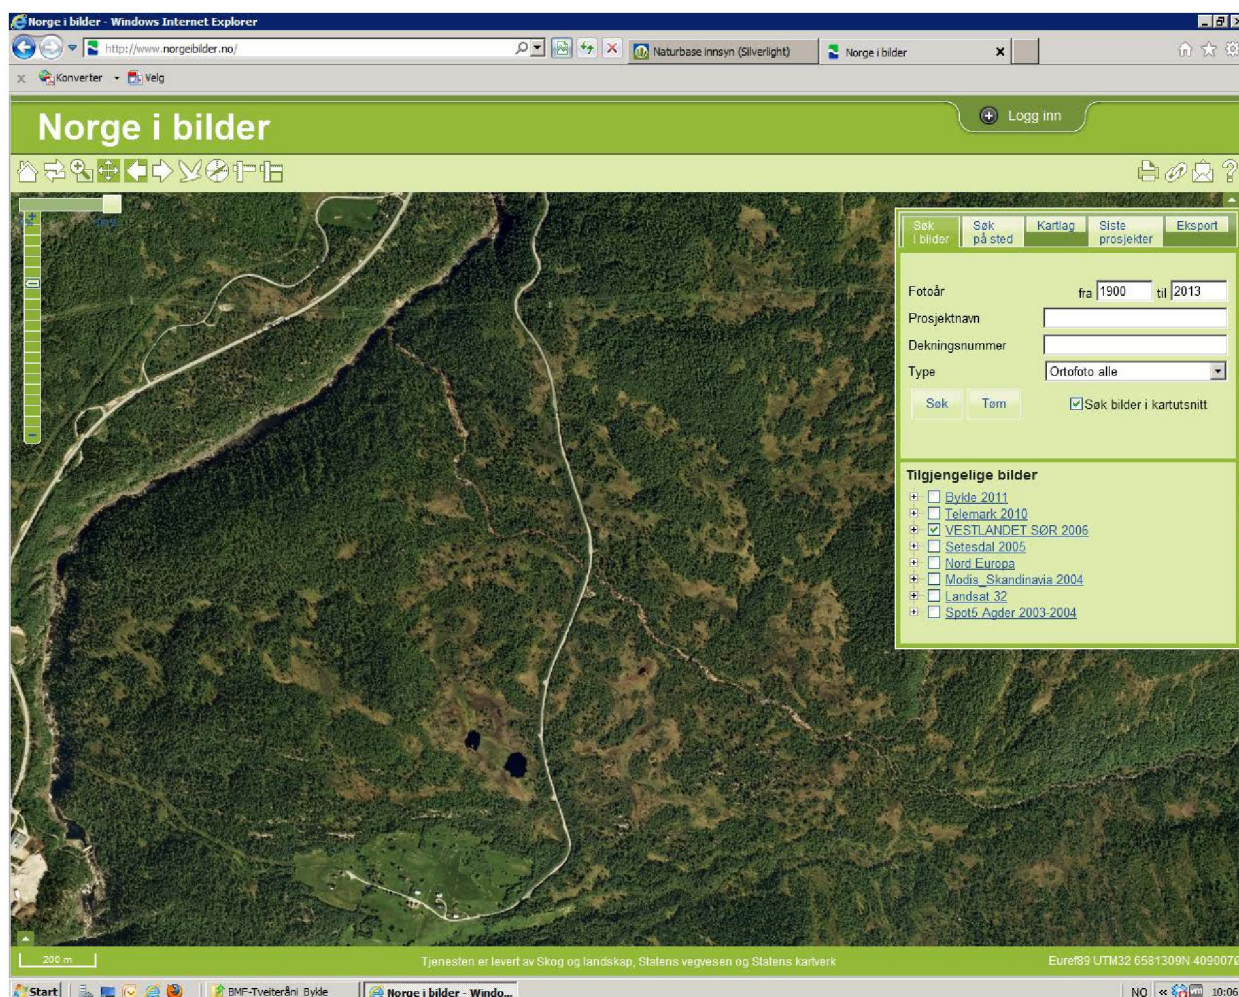 Norge i bilder - Windows Internet Explorer
http://www.norgeibilder.no/
Naturbase innsyn (Silverlight)
Norge i bilder
x
Konverter
Velg
Norge i bilder
Logg inn
Søk i bilder
Søk på sted
Kartlag
Siste prosjekter
Eksport
Fotoår fra 1900 til 2013
Prosjektnavn
Dekningsnummer
Type Ortofoto alle
Søk Tøm Søk bilder i kartutsnitt
Tilgjengelige bilder
Bykle 2011
Telemark 2010
VESTLANDET SØR 2006
Setesdal 2005
Nord Europa
Modis_Skandinavia 2004
Landsat 32
Spot5 Agder 2003-2004
200 m
Tjenesten er levert av Skog og landskap, Statens vegvesen og Statens kartverk
Euref89 UTM32 6581309N 409007Ø
Start
BMF-Tveiteråni Bykle
Norge i bilder - Windo...
NO
«
10:06